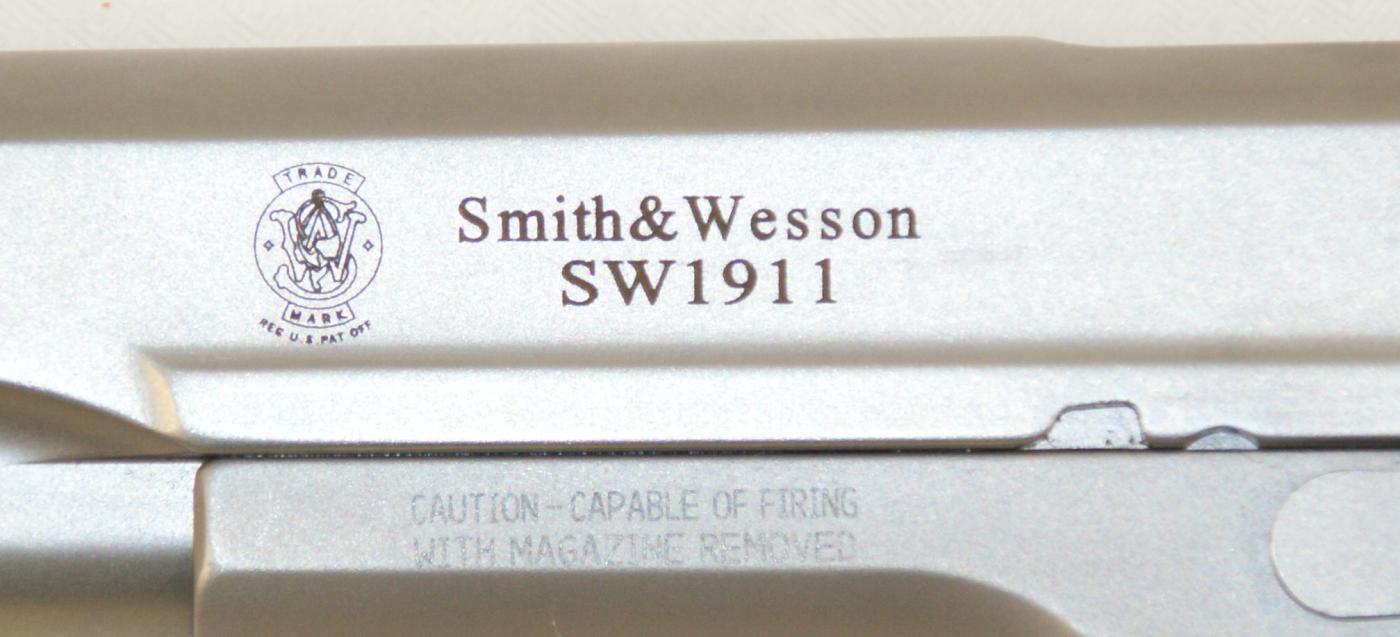 TRADE
MARK
REG U.S. PAT OFF
Smith&Wesson
SW1911
CAUTION-CAPABLE OF FIRING
WITH MAGAZINE REMOVED